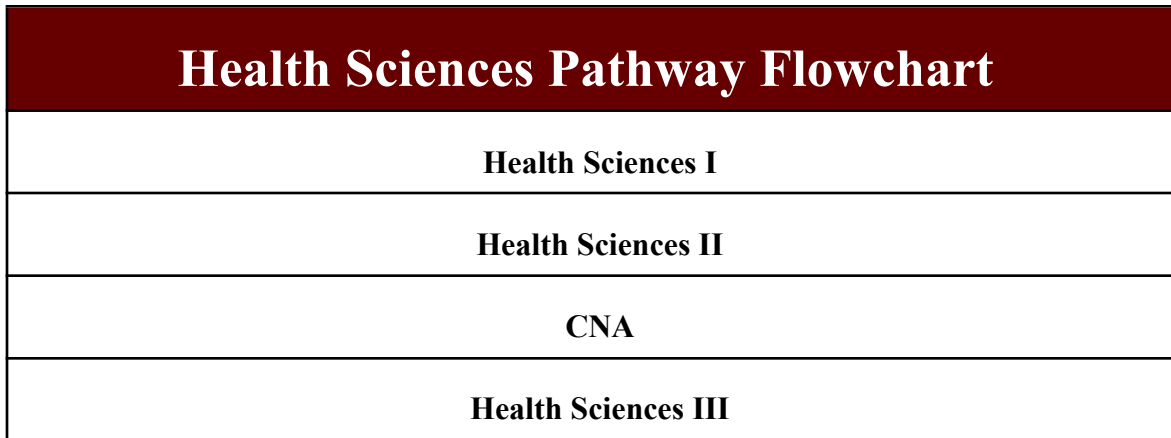 Health Sciences Pathway Flowchart
Health Sciences I
Health Sciences II
CNA
Health Sciences III